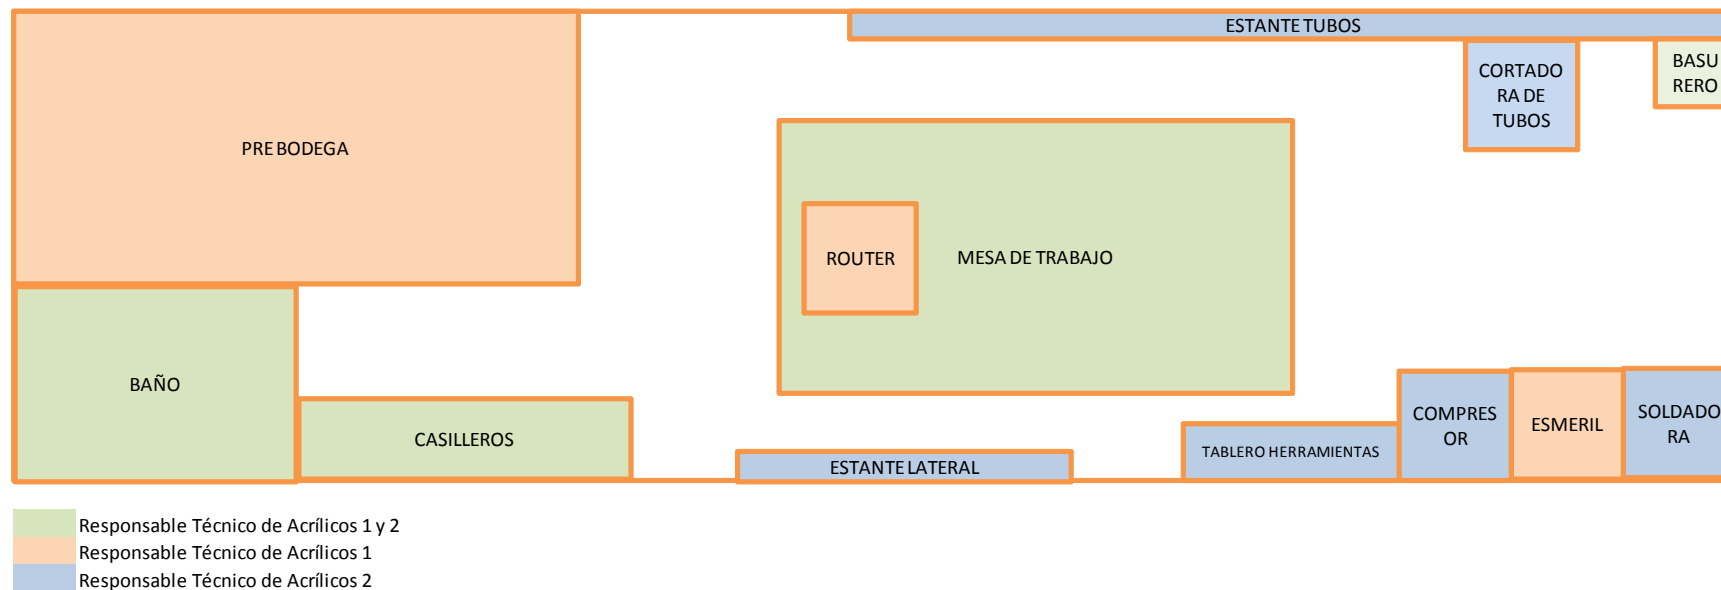 ESTANTE TUBOS
CORTADO
RA DE
TUBOS
BASU
RERO
PRE BODEGA
ROUTER
MESA DE TRABAJO
BAÑO
CASILLEROS
ESTANTE LATERAL
TABLERO HERRAMIENTAS
COMPRES
OR
ESMERIL
SOLDADO
RA
Responsable Técnico de Acrílicos 1 y 2
Responsable Técnico de Acrílicos 1
Responsable Técnico de Acrílicos 2